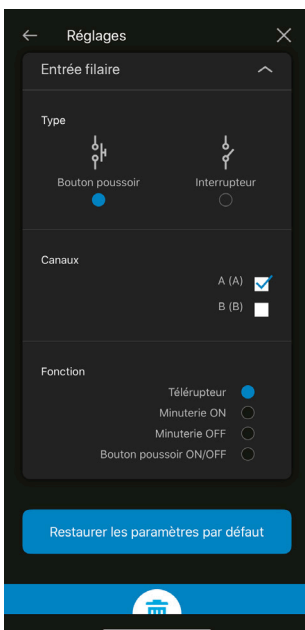 Réglages
Entrée filaire
Type
Bouton poussoir Interrupteur
Canaux
A (A)
B (B)
Fonction
Télérupteur
Minuterie ON
Minuterie OFF
Bouton poussoir ON/OFF
Restaurer les paramètres par défaut